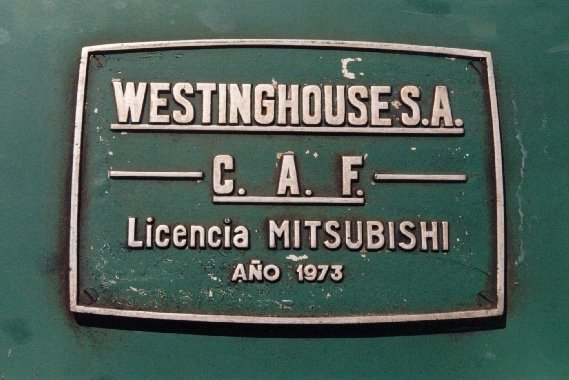 WESTINGHOUSE S.A.
C. A. F.
Licencia MITSUBISHI
AÑO 1973